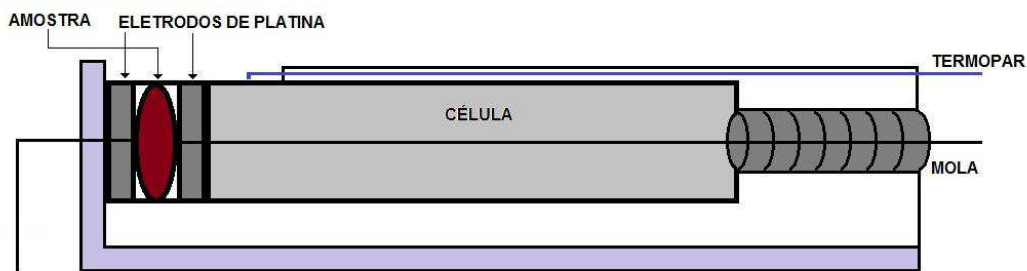 AMOSTRA
ELETRODOS DE PLATINA
TERMOPAR
CÉLULA
MOLA